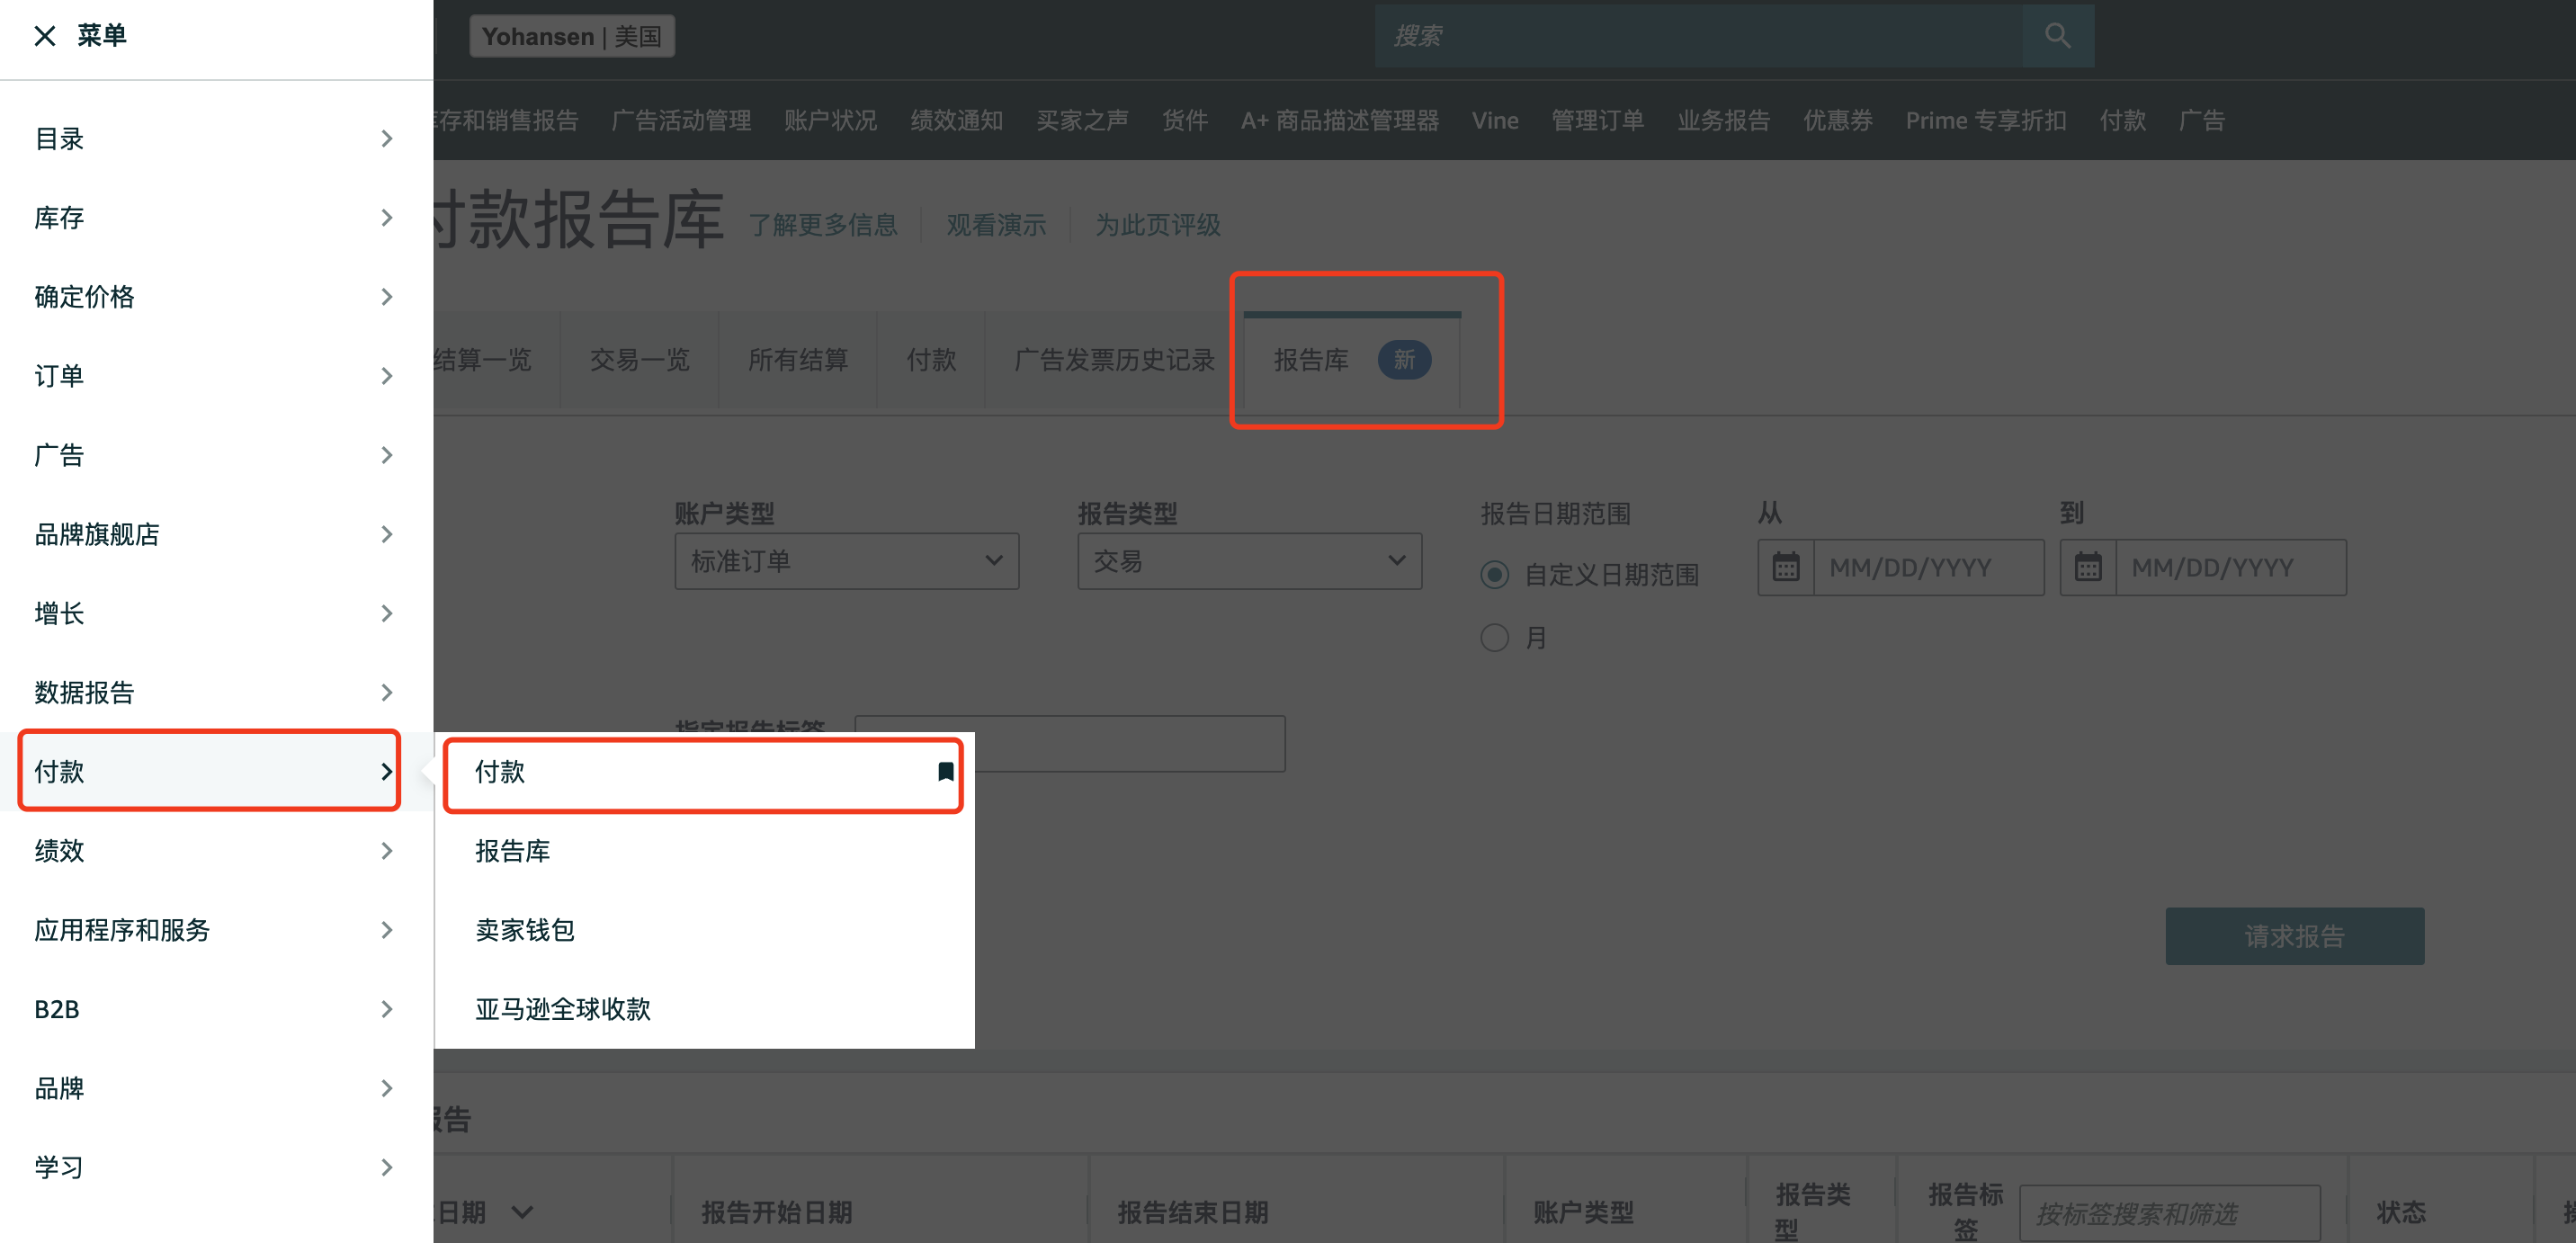 菜单
Yohansen | 美国
搜索
存和销售报告 广告活动管理 账户状况 绩效通知 买家之声 货件 A+ 商品描述管理器 Vine 管理订单 业务报告 优惠券 Prime 专享折扣 付款 广告
目录
库存
确定价格
订单
广告
品牌旗舰店
增长
数据报告
付款
绩效
应用程序和服务
B2B
品牌
学习
付款
报告库
卖家钱包
亚马逊全球收款
付款报告库 了解更多信息 观看演示 为此页评级
结算一览 交易一览 所有结算 付款 广告发票历史记录 报告库 新
账户类型
标准订单
报告类型
交易
报告日期范围
自定义日期范围
月
从
MM/DD/YYYY
到
MM/DD/YYYY
指定报告标签
请求报告
报告
日期 报告开始日期 报告结束日期 账户类型
报告类
型
报告标
签
按标签搜索和筛选
状态